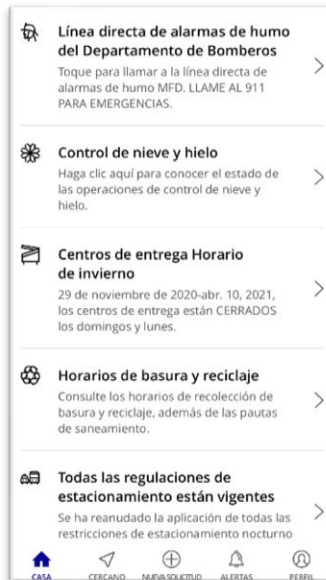 Línea directa de alarmas de humo
del Departamento de Bomberos
Toque para llamar a la línea directa de
alarmas de humo MFD. LLAME AL 911
PARA EMERGENCIAS.
Control de nieve y hielo
Haga clic aquí para conocer el estado de
las operaciones de control de nieve y
hielo.
Centros de entrega Horario
de invierno
29 de noviembre de 2020-abr. 10, 2021,
los centros de entrega están CERRADOS
los domingos y lunes.
Horarios de basura y reciclaje
Consulte los horarios de recolección de
basura y reciclaje, además de las pautas
de saneamiento.
Todas las regulaciones de
estacionamiento están vigentes
Se ha reanudado la aplicación de todas las
restricciones de estacionamiento nocturno
CASA CERCANO NUEVA SOLICITUD ALERTAS PERFIL